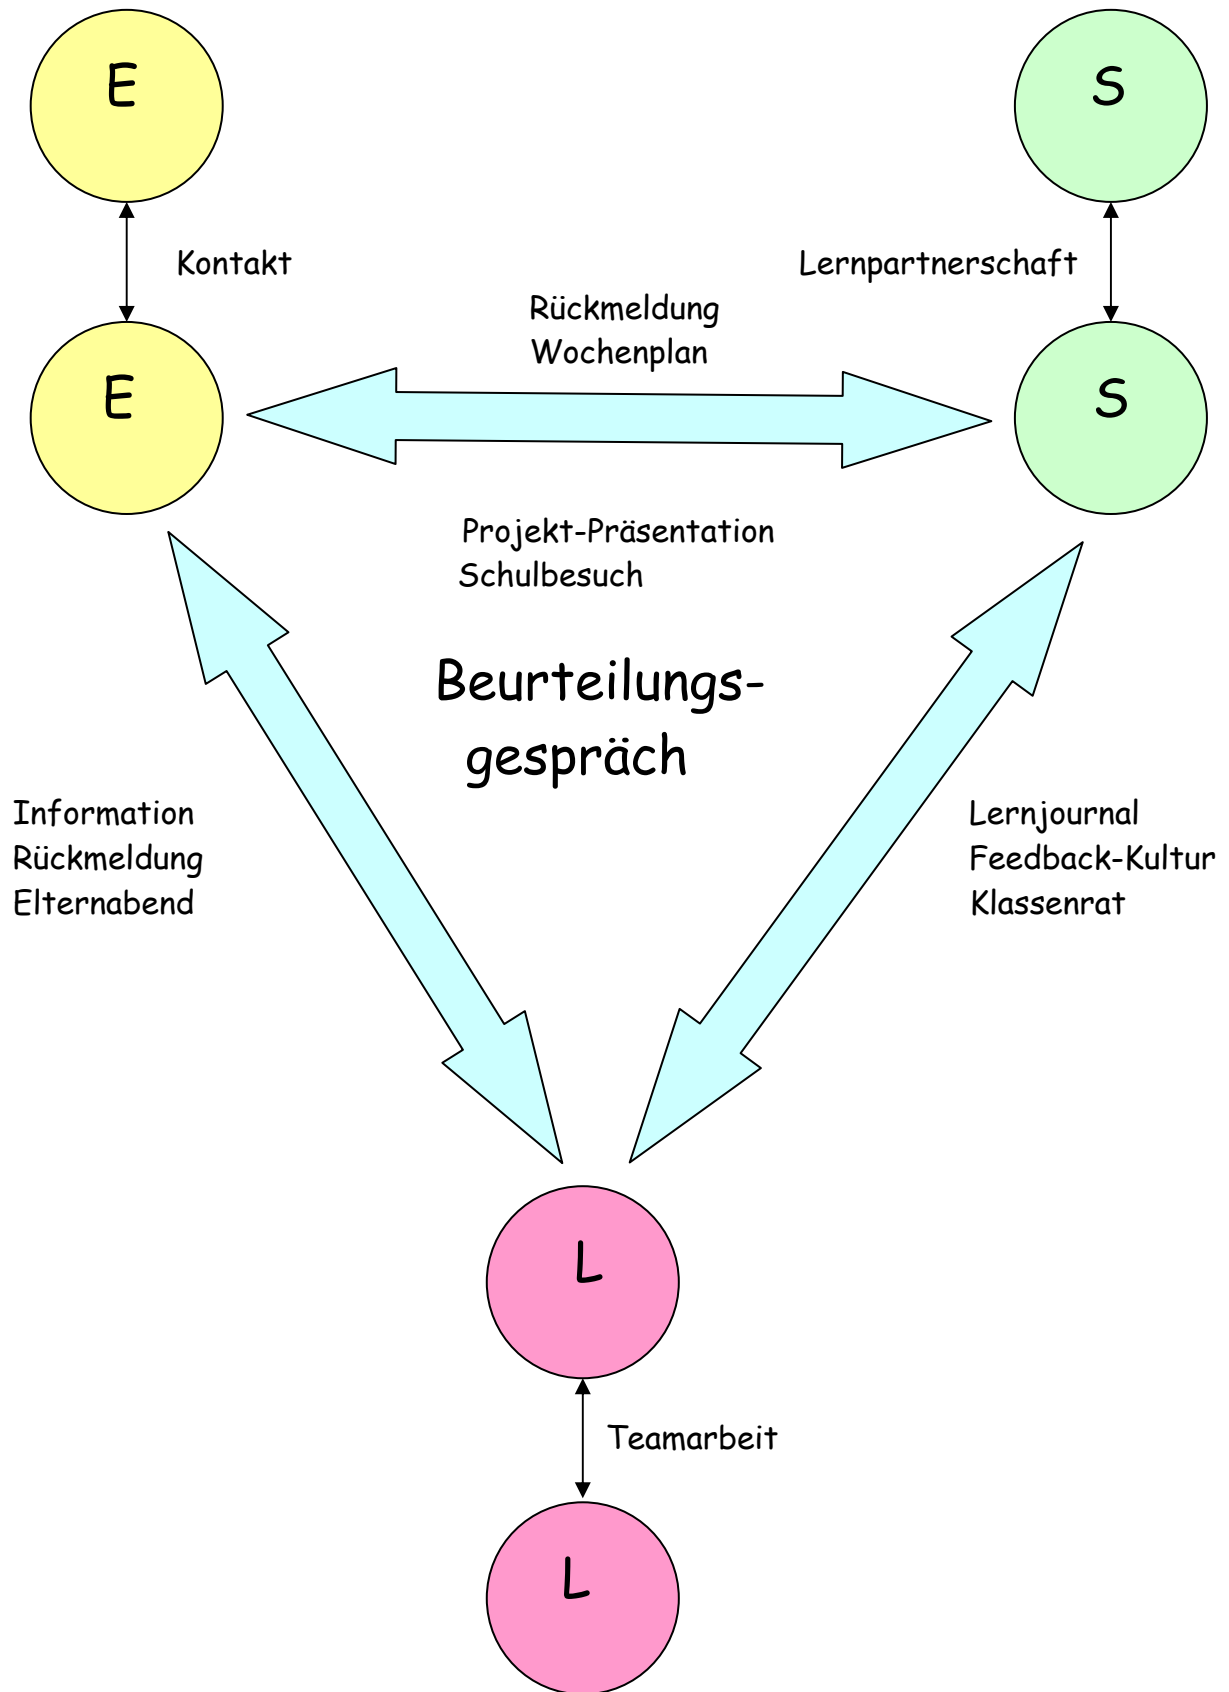 E
S
Kontakt
Lernpartnerschaft
Rückmeldung
Wochenplan
E
S
Projekt-Präsentation
Schulbesuch
Beurteilungs-
gespräch
Information
Rückmeldung
Elternabend
Lernjournal
Feedback-Kultur
Klassenrat
L
Teamarbeit
L